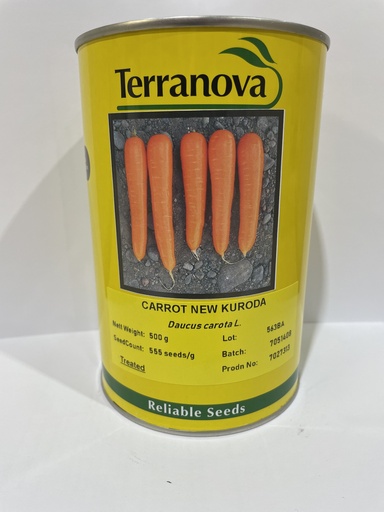 Terranova
CARROT NEW KURODA
Daucus carota L.
Nett Weight: 500 g
SeedCount: 555 seeds/g
Treated
Lot: 563BA
Batch: 7051408
Prodn No: 7027313
Reliable Seeds